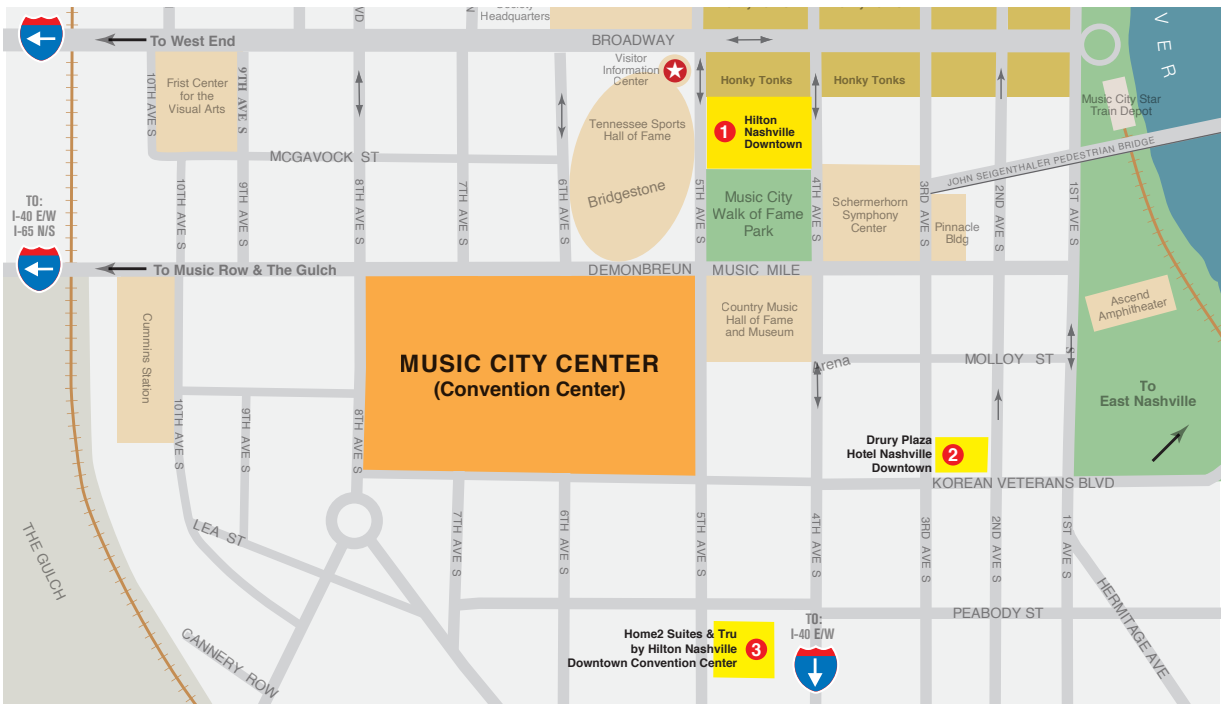 Society
Headquarters
Honky Tonks
Honky Tonks
VER
To West End
BROADWAY
Visitor
Information
Center
Honky Tonks
Honky Tonks
10TH AVE S
Frist Center
for the
Visual Arts
9TH AVE S
Music City Star
Train Depot
1
Hilton
Nashville
Downtown
Tennessee Sports
Hall of Fame
JOHN SEIGENTHALER PEDESTRIAN BRIDGE
MCGAVOCK ST
10TH AVE S
9TH AVE S
8TH AVE S
7TH AVE S
6TH AVE S
Bridgestone
5TH AVE S
Music City
Walk of Fame
Park
4TH AVE S
Schermerhorn
Symphony
Center
3RD AVE S
Pinnacle
Bldg
2ND AVE S
1ST AVE S
TO:
I-40 E/W
I-65 N/S
To Music Row & The Gulch
DEMONBREUN
MUSIC MILE
Ascend
Amphitheater
Cummins Station
Country Music
Hall of Fame
and Museum
MUSIC CITY CENTER
(Convention Center)
Arena
MOLLOY ST
S
To
East Nashville
10TH AVE S
9TH AVE S
8TH AVE S
Drury Plaza
Hotel Nashville
Downtown
2
KOREAN VETERANS BLVD
THE GULCH
LEA ST
7TH AVE S
6TH AVE S
5TH AVE S
4TH AVE S
3RD AVE S
2ND AVE S
1ST AVE S
PEABODY ST
HERMITAGE AVE
CANNERY ROW
Home2 Suites & Tru
by Hilton Nashville
Downtown Convention Center
3
TO:
I-40 E/W